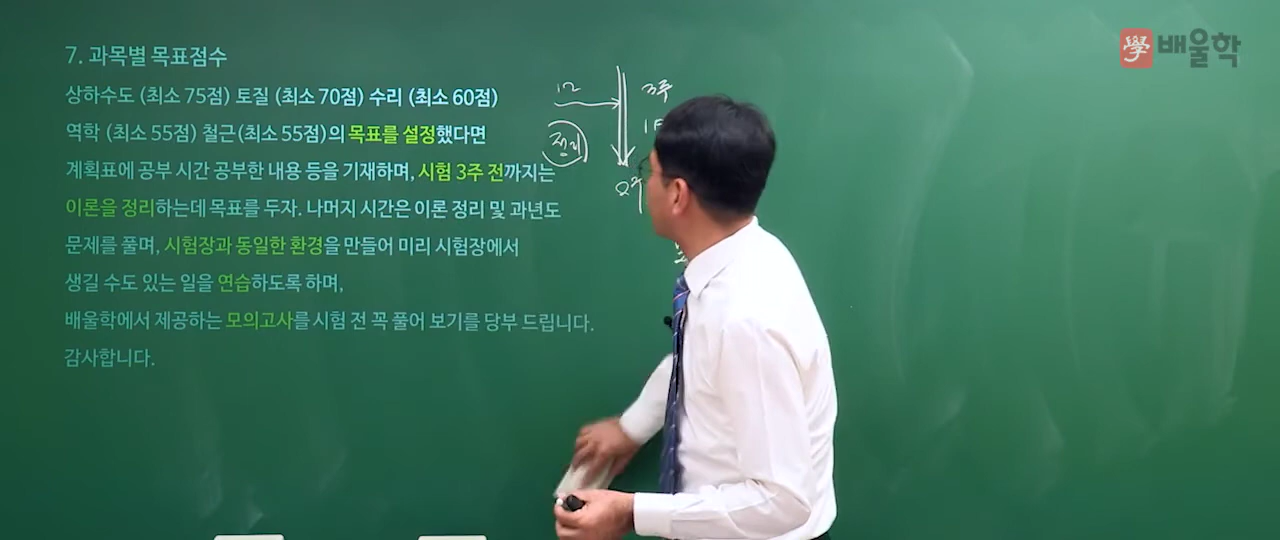 學 배울학
7. 과목별 목표점수
상하수도 (최소 75점) 토질 (최소 70점) 수리 (최소 60점)
역학 (최소 55점) 철근(최소 55점)의 목표를 설정했다면
계획표에 공부 시간 공부한 내용 등을 기재하며, 시험 3주 전까지는
이론을 정리하는데 목표를 두자. 나머지 시간은 이론 정리 및 과년도
문제를 풀며, 시험장과 동일한 환경을 만들어 미리 시험장에서
생길 수도 있는 일을 연습하도록 하며,
배울학에서 제공하는 모의고사를 시험 전 꼭 풀어 보기를 당부 드립니다.
감사합니다.
12
3주
정리